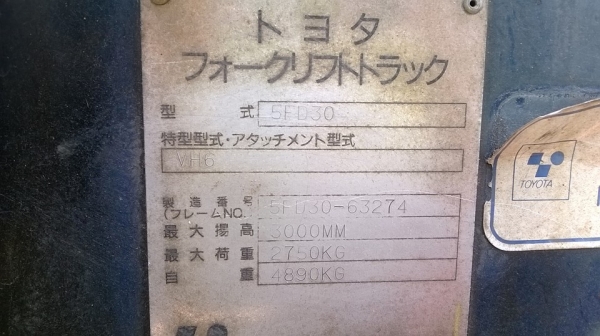 トヨタ
フォークリフトトラック
型 式 5FD30
特型型式・アタッチメント型式
VH6
製造番号
(フレームNO.) 5FD30-63274
最大揚高 3000MM
最大荷重 2750KG
自 重 4890KG
TOYOTA